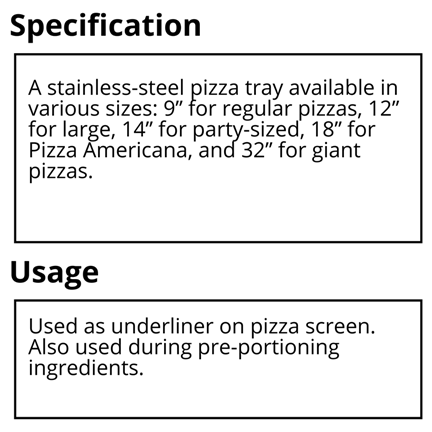 Specification
A stainless-steel pizza tray available in
various sizes: 9” for regular pizzas, 12”
for large, 14” for party-sized, 18” for
Pizza Americana, and 32” for giant
pizzas.
Usage
Used as underliner on pizza screen.
Also used during pre-portioning
ingredients.